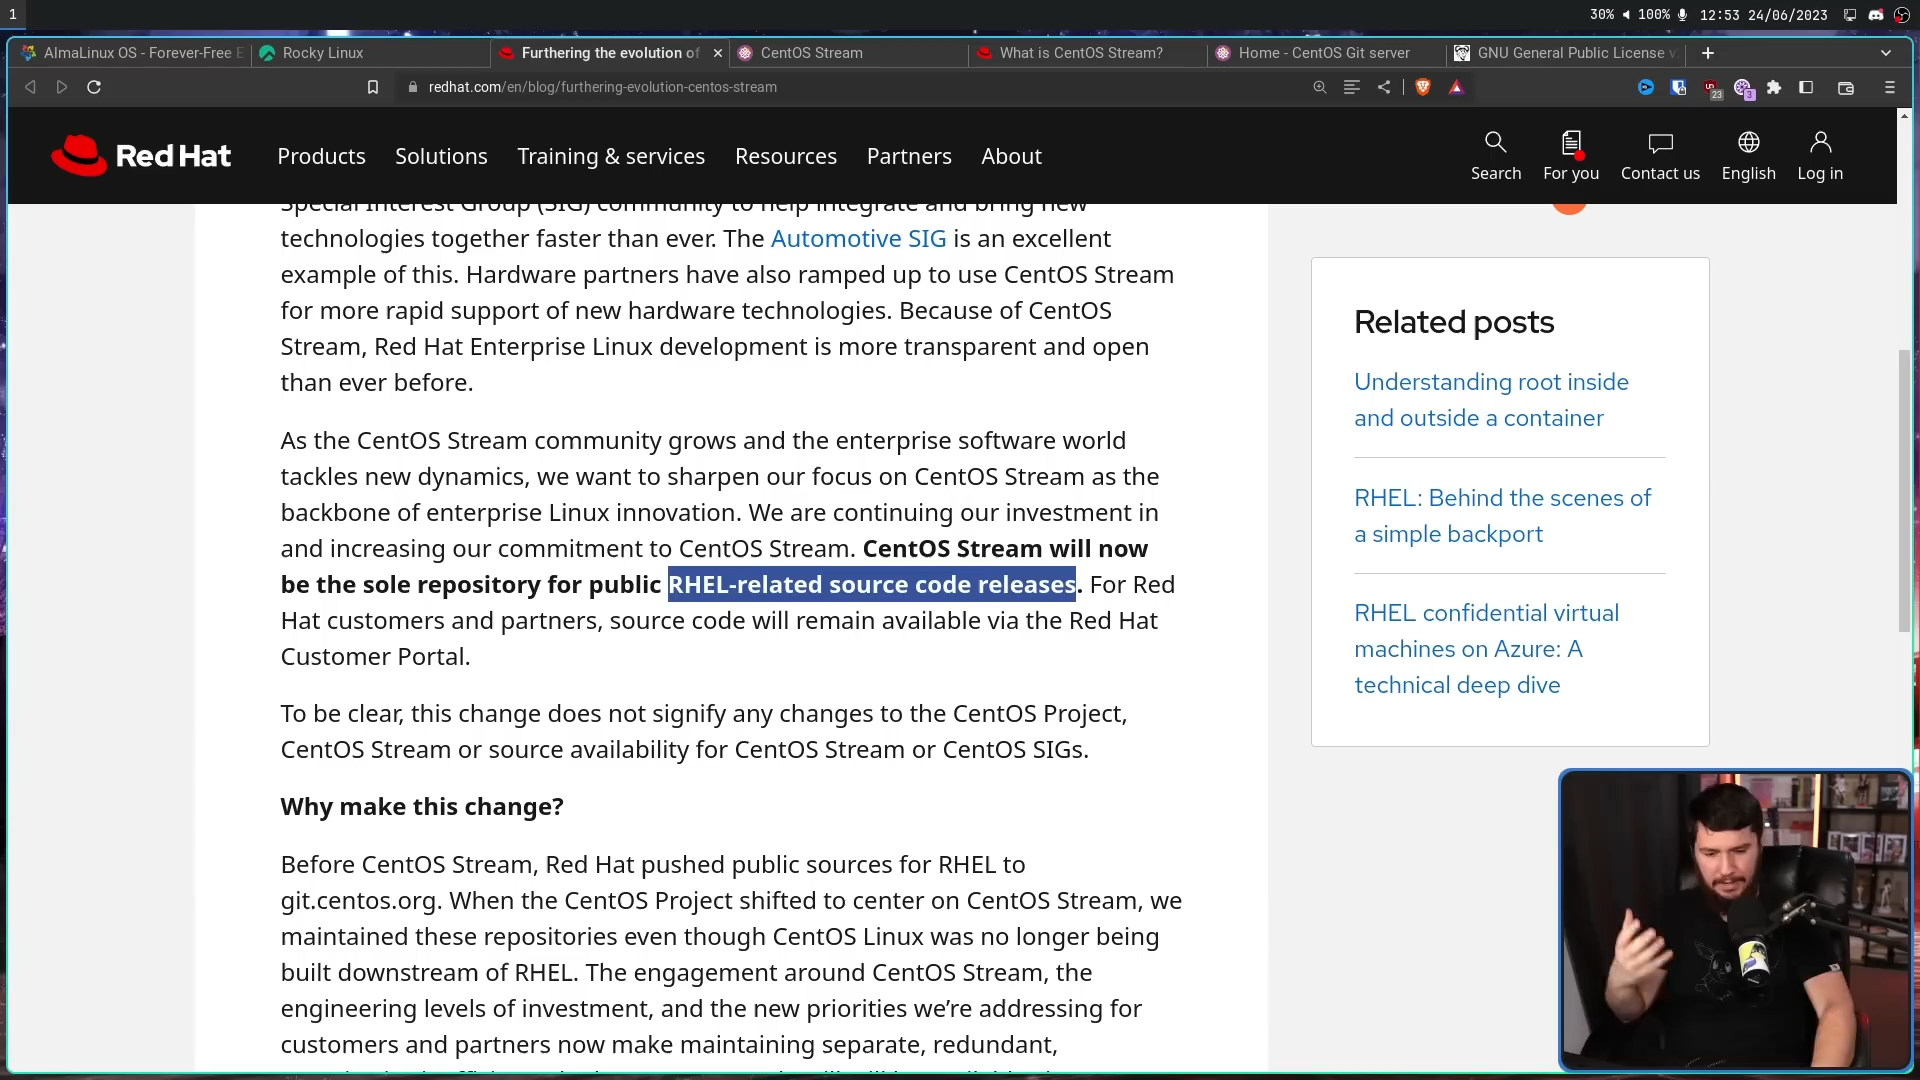 1
30% 100% 12:53 24/06/2023
AlmaLinux OS - Forever-Free E
Rocky Linux
Furthering the evolution of
CentOS Stream
What is CentOS Stream?
Home - CentOS Git server
GNU General Public License v
redhat.com/en/blog/furthering-evolution-centos-stream
23
3
Red Hat
Products Solutions Training & services Resources Partners About
Search For you Contact us English Log in
Special Interest Group (SIG) community to help integrate and bring new
technologies together faster than ever. The Automotive SIG is an excellent
example of this. Hardware partners have also ramped up to use CentOS Stream
for more rapid support of new hardware technologies. Because of CentOS
Stream, Red Hat Enterprise Linux development is more transparent and open
than ever before.
As the CentOS Stream community grows and the enterprise software world
tackles new dynamics, we want to sharpen our focus on CentOS Stream as the
backbone of enterprise Linux innovation. We are continuing our investment in
and increasing our commitment to CentOS Stream. CentOS Stream will now
be the sole repository for public RHEL-related source code releases. For Red
Hat customers and partners, source code will remain available via the Red Hat
Customer Portal.
To be clear, this change does not signify any changes to the CentOS Project,
CentOS Stream or source availability for CentOS Stream or CentOS SIGs.
Why make this change?
Before CentOS Stream, Red Hat pushed public sources for RHEL to
git.centos.org. When the CentOS Project shifted to center on CentOS Stream, we
maintained these repositories even though CentOS Linux was no longer being
built downstream of RHEL. The engagement around CentOS Stream, the
engineering levels of investment, and the new priorities we're addressing for
customers and partners now make maintaining separate, redundant,
Related posts
Understanding root inside
and outside a container
RHEL: Behind the scenes of
a simple backport
RHEL confidential virtual
machines on Azure: A
technical deep dive